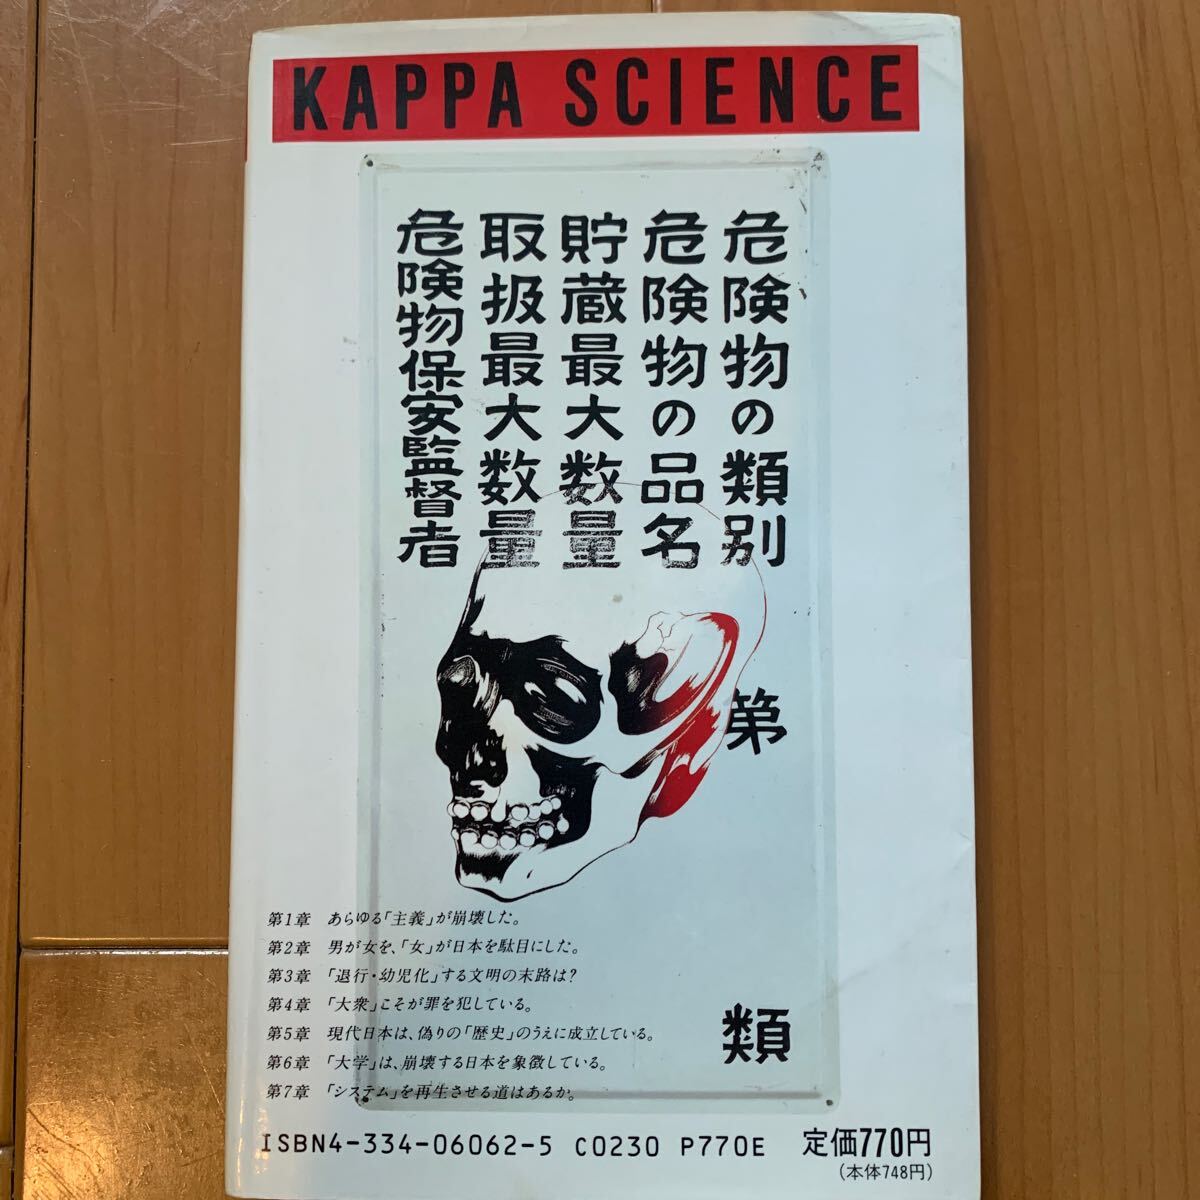 KAPPA SCIENCE
危険物の類別 第 類
危険物の品名
貯蔵最大数量
取扱最大数量
危険物保安監督者
第1章 あらゆる「主義」が崩壊した。
第2章 男が女を、「女」が日本を駄目にした。
第3章 「退行・幼児化」する文明の末路は?
第4章 「大衆」こそが罪を犯している。
第5章 現代日本は、偽りの「歴史」のうえに成立している。
第6章 「大学」は、崩壊する日本を象徴している。
第7章 「システム」を再生させる道はあるか。
ISBN4-334-06062-5 C0230 P770E 定価770円
(本体748円)